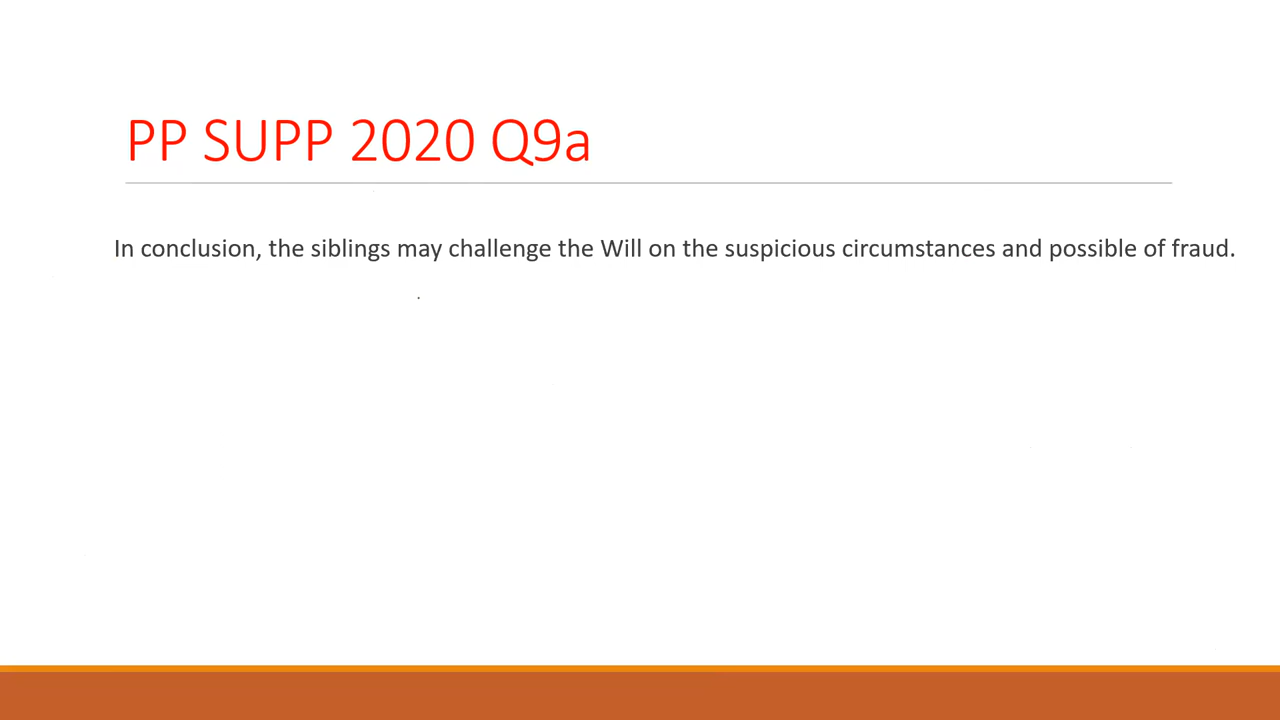 PP SUPP 2020 Q9a
In conclusion, the siblings may challenge the Will on the suspicious circumstances and possible of fraud.